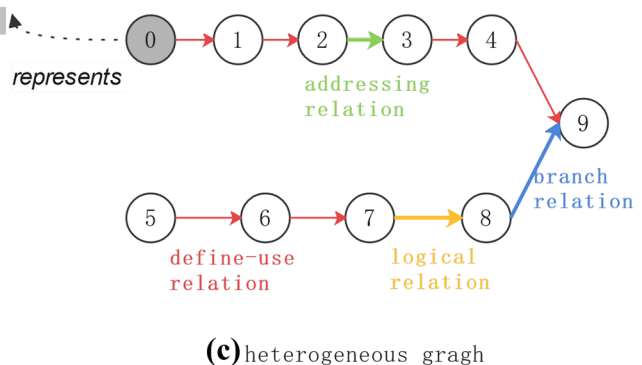 0 1 2 3 4
represents
addressing
relation
9
branch
relation
5 6 7 8
define-use
relation
logical
relation
(c) heterogeneous gragh